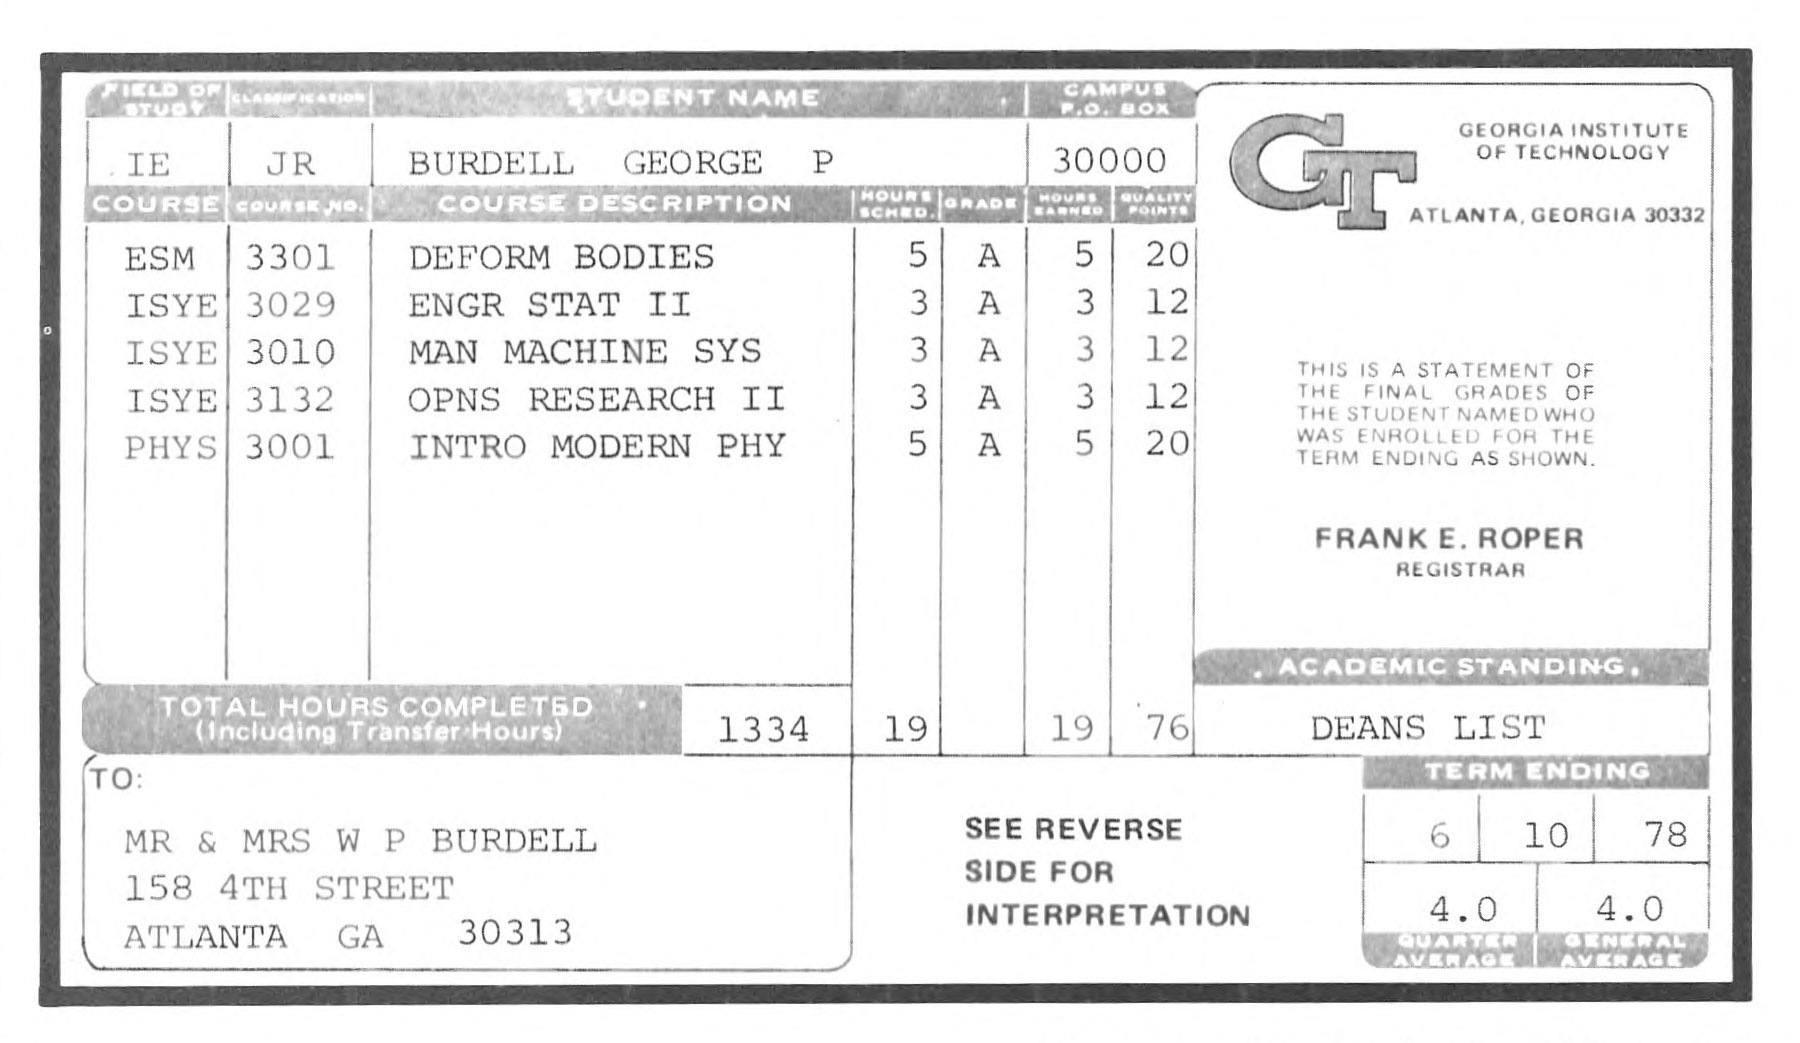 FIELD OF STUDY CLASSIFICATION STUDENT NAME CAMPUS P.O. BOX
IE JR BURDELL GEORGE P 30000
COURSE COURSE NO. COURSE DESCRIPTION HOURS SCHED. GRADE HOURS EARNED QUALITY POINTS
ESM 3301 DEFORM BODIES 5 A 5 20
ISYE 3029 ENGR STAT II 3 A 3 12
ISYE 3010 MAN MACHINE SYS 3 A 3 12
ISYE 3132 OPNS RESEARCH II 3 A 3 12
PHYS 3001 INTRO MODERN PHY 5 A 5 20
TOTAL HOURS COMPLETED
(Including Transfer Hours)
1334 19 19 76
GT
GEORGIA INSTITUTE
OF TECHNOLOGY
ATLANTA, GEORGIA 30332
THIS IS A STATEMENT OF
THE FINAL GRADES OF
THE STUDENT NAMED WHO
WAS ENROLLED FOR THE
TERM ENDING AS SHOWN.
FRANK E. ROPER
REGISTRAR
ACADEMIC STANDING
DEANS LIST
TO:
MR & MRS W P BURDELL
158 4TH STREET
ATLANTA GA 30313
SEE REVERSE
SIDE FOR
INTERPRETATION
TERM ENDING
6 10 78
4.0 4.0
QUARTER AVERAGE GENERAL AVERAGE